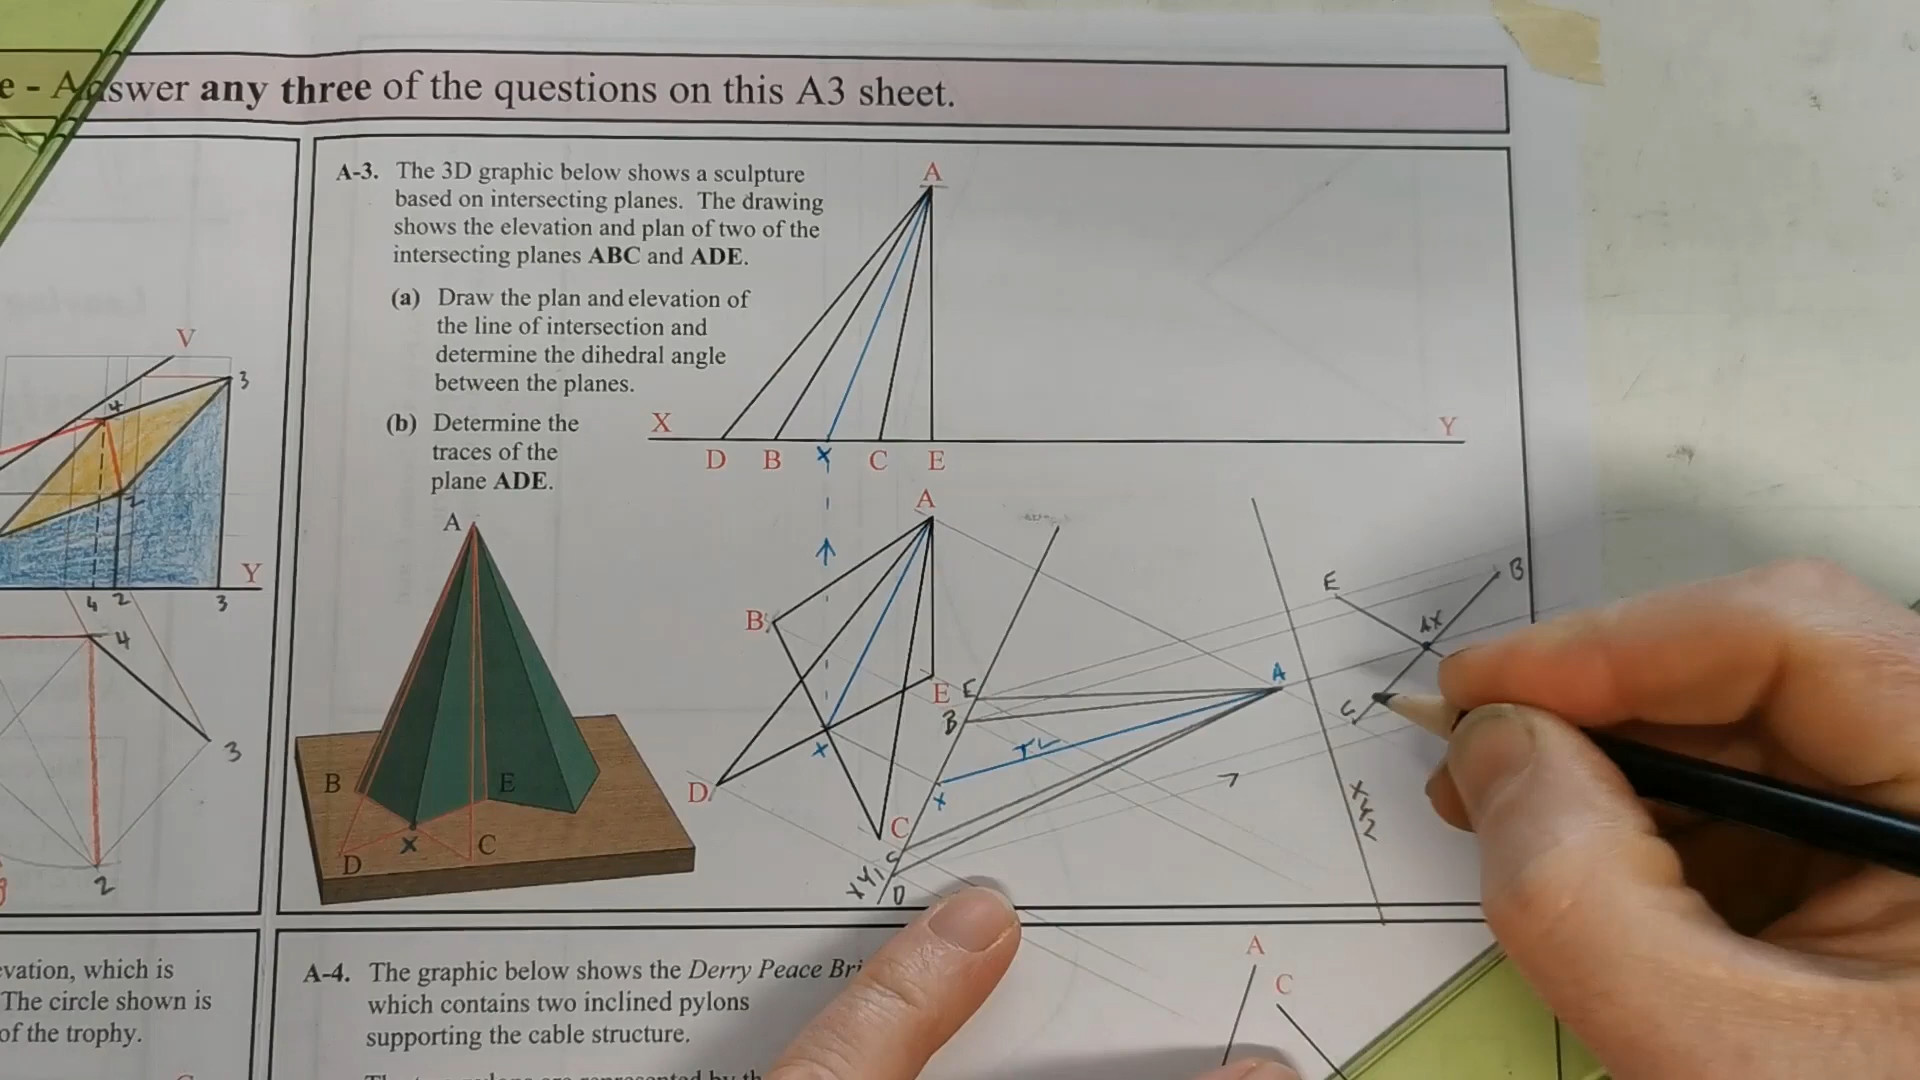 e - Answer any three of the questions on this A3 sheet.
A-3. The 3D graphic below shows a sculpture
based on intersecting planes. The drawing
shows the elevation and plan of two of the
intersecting planes ABC and ADE.
(a) Draw the plan and elevation of
the line of intersection and
determine the dihedral angle
between the planes.
(b) Determine the
traces of the
plane ADE.
A
X
Y
D B X C E
A
B
E
D
X
C
E
B
TL
A
X
C
D
XY1
E
B
AX
C
XY2
A
B
E
X
C
D
V
3
4
2
Y
4 2 3
4
3
2
evation, which is
The circle shown is
of the trophy.
A-4. The graphic below shows the Derry Peace Bri
which contains two inclined pylons
supporting the cable structure.
A
C